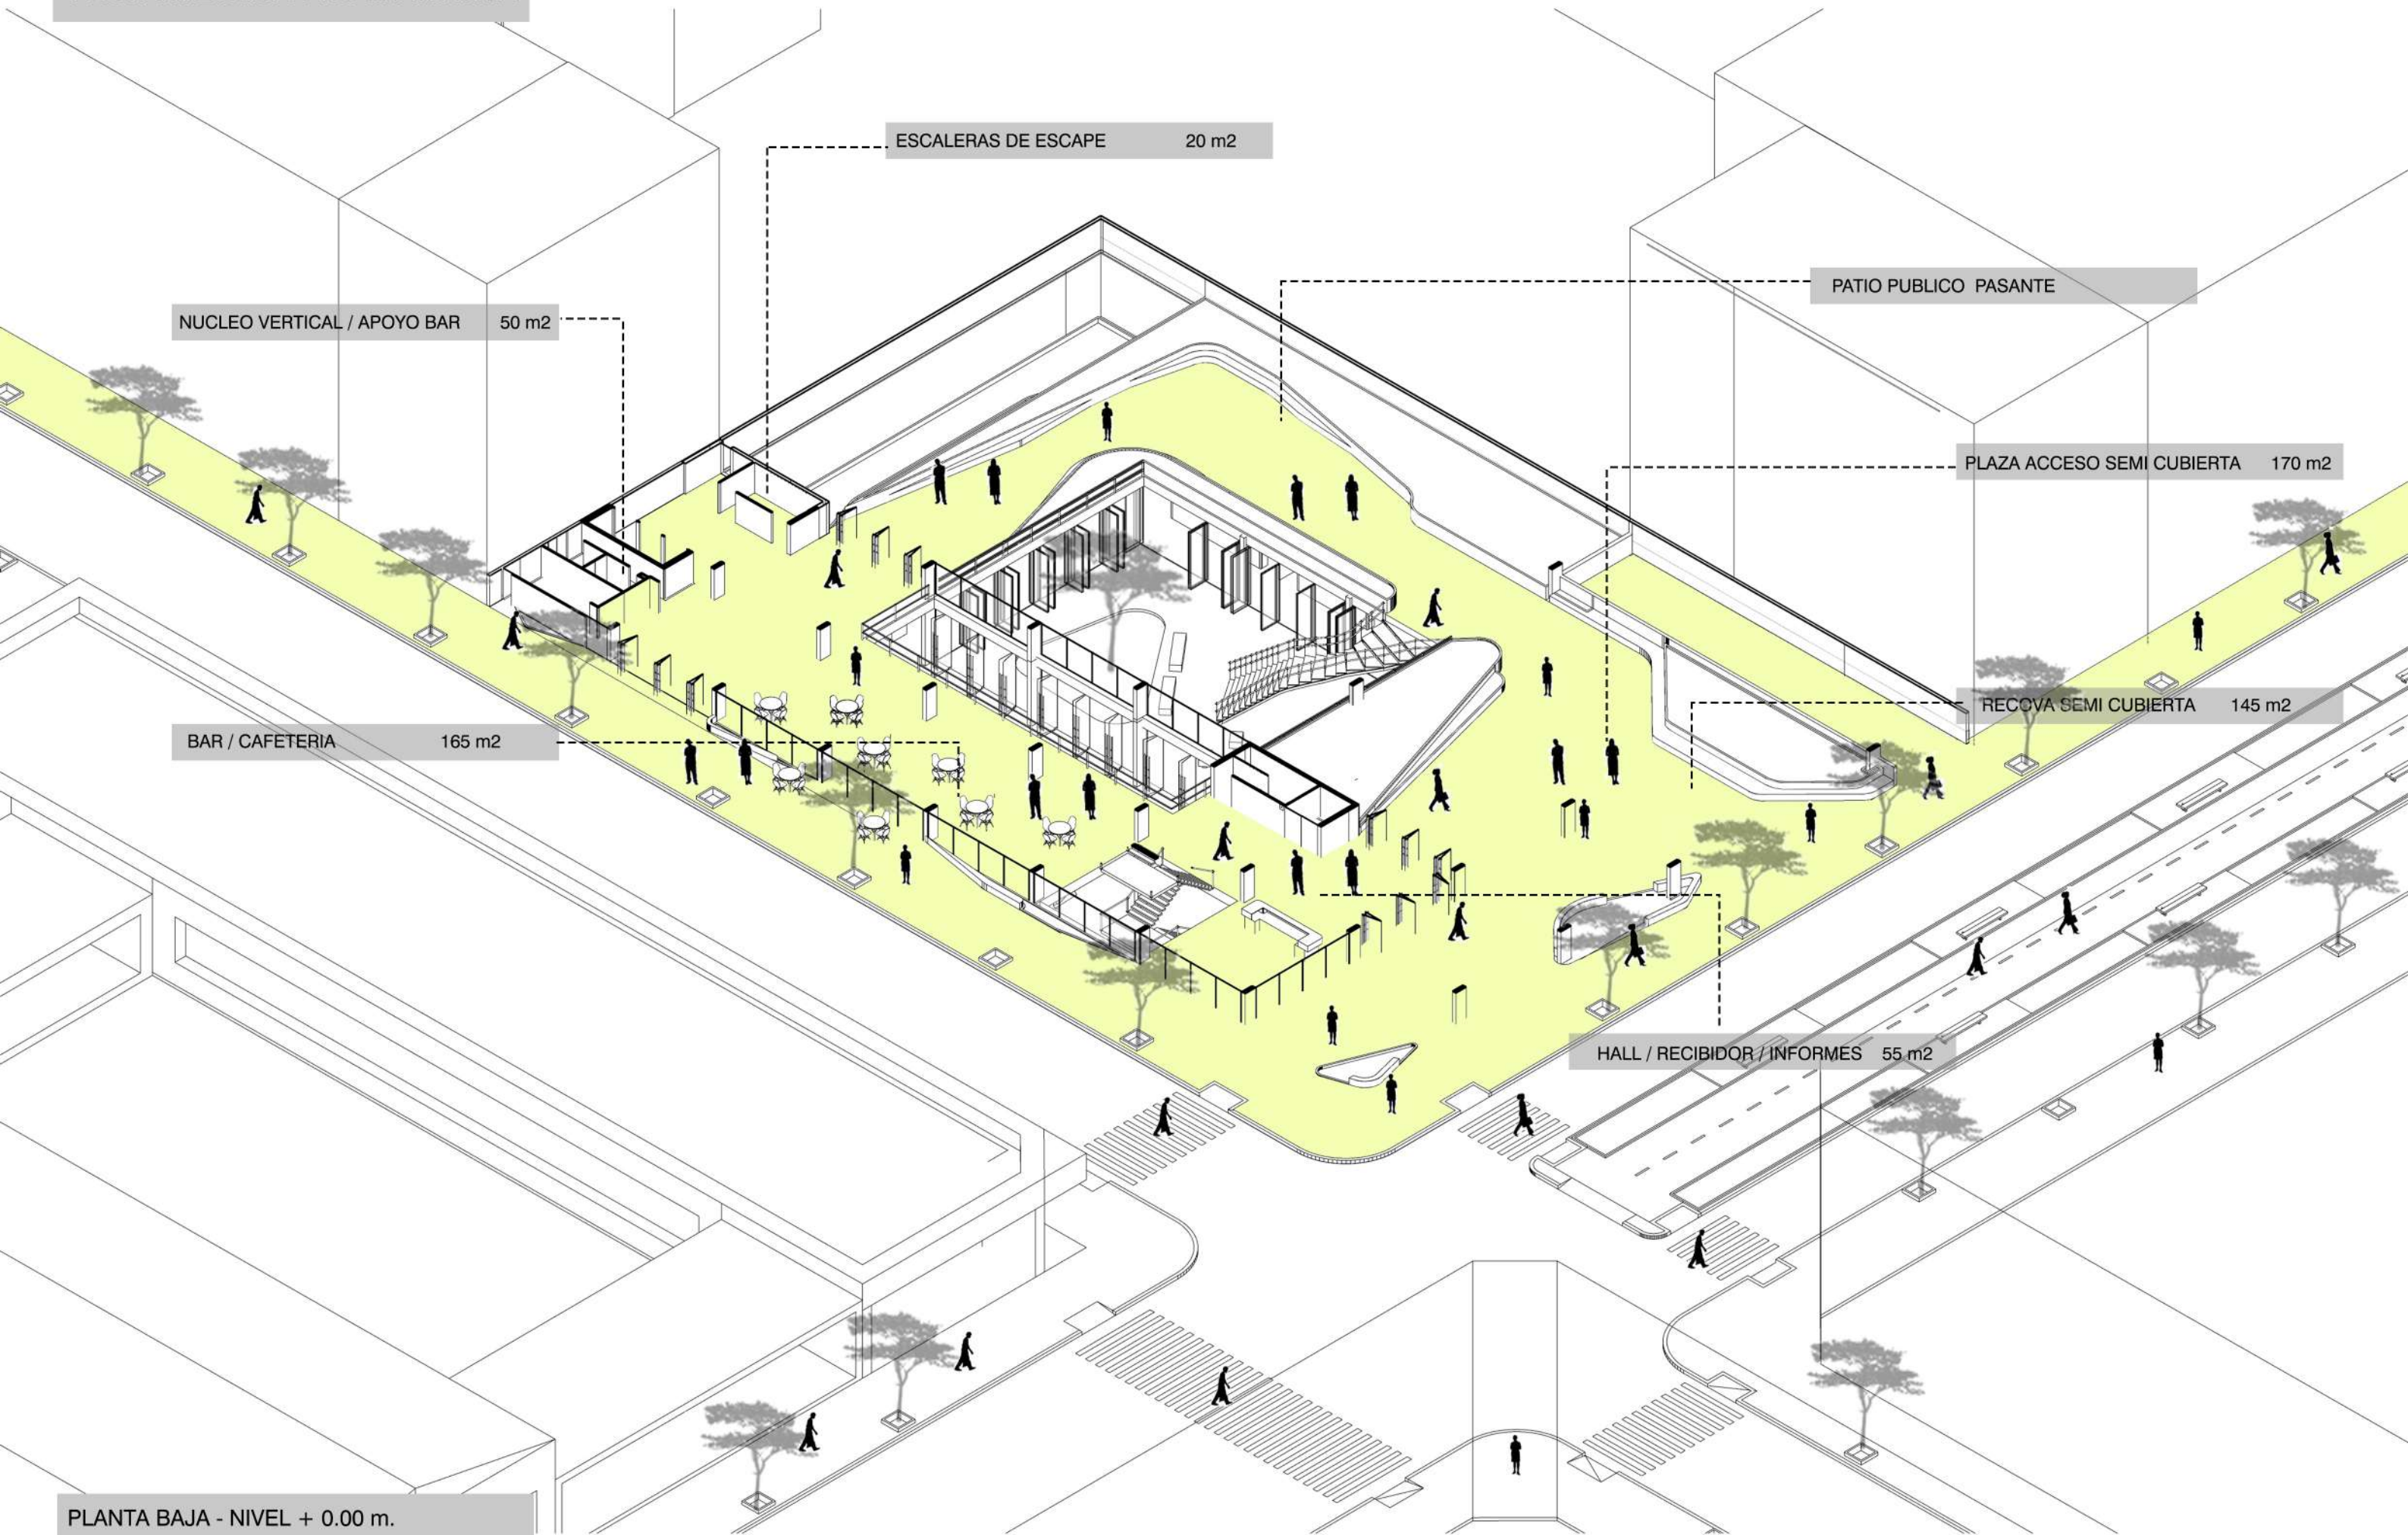 ESCALERAS DE ESCAPE 20 m2
PATIO PUBLICO PASANTE
NUCLEO VERTICAL / APOYO BAR 50 m2
PLAZA ACCESO SEMI CUBIERTA 170 m2
RECOVA SEMI CUBIERTA 145 m2
BAR / CAFETERIA 165 m2
HALL / RECIBIDOR / INFORMES 55 m2
PLANTA BAJA - NIVEL + 0.00 m.